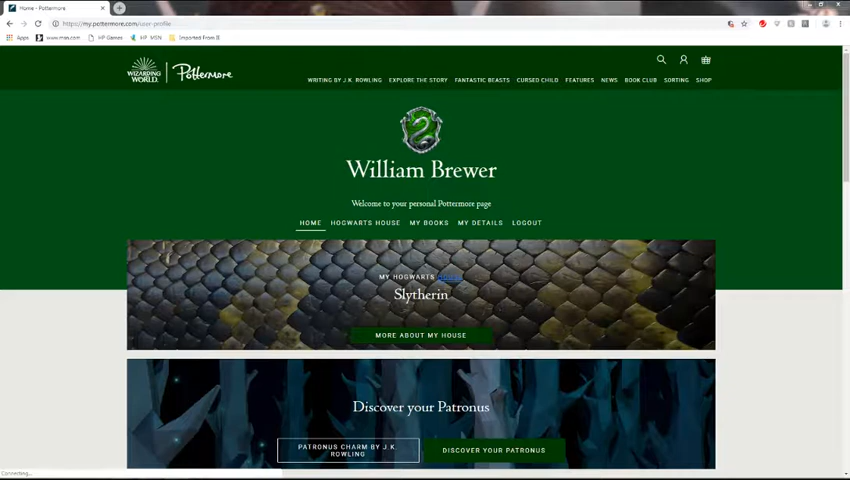 Home - Pottermore
https://my.pottermore.com/user-profile
Apps www.msn.com HP Games HP MSN Imported From IE
WIZARDING WORLD Pottermore
WRITING BY J.K. ROWLING EXPLORE THE STORY FANTASTIC BEASTS CURSED CHILD FEATURES NEWS BOOK CLUB SORTING SHOP
William Brewer
Welcome to your personal Pottermore page
HOME HOGWARTS HOUSE MY BOOKS MY DETAILS LOGOUT
MY HOGWARTS
Slytherin
MORE ABOUT MY HOUSE
Discover your Patronus
PATRONUS CHARM BY J.K.
ROWLING
DISCOVER YOUR PATRONUS
Connecting...